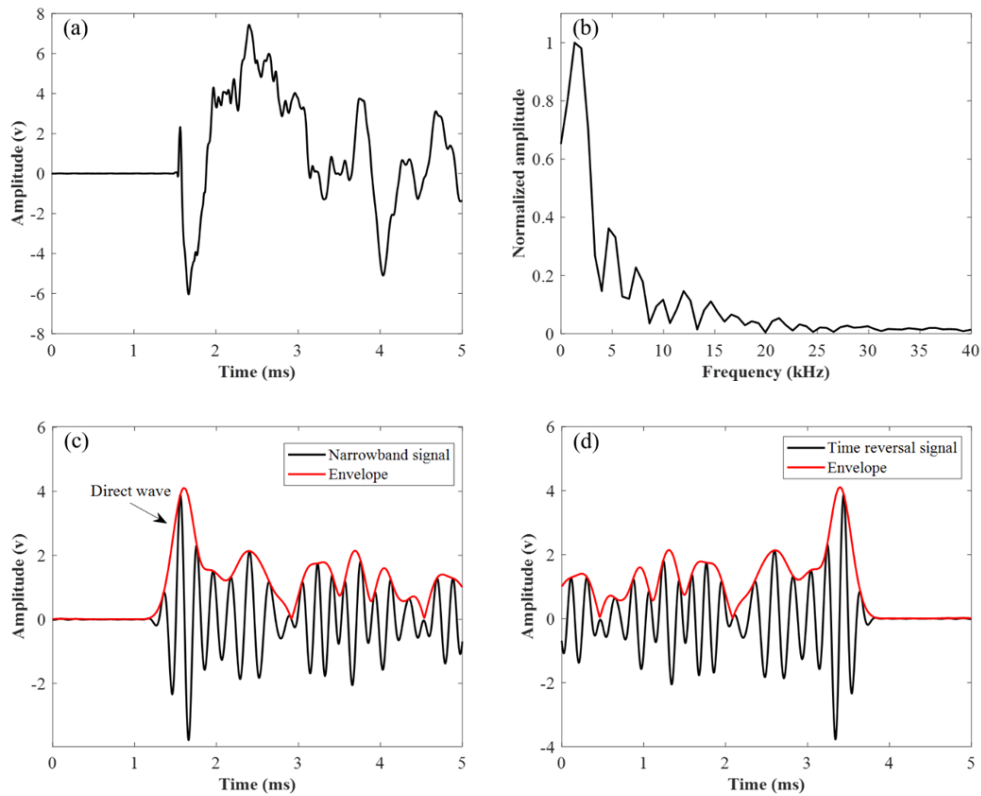 (a)
8
6
4
2
0
-2
-4
-6
-8
Amplitude (v)
0 1 2 3 4 5
Time (ms)
(b)
1
0.8
0.6
0.4
0.2
0
Normalized amplitude
0 5 10 15 20 25 30 35 40
Frequency (kHz)
(c)
Narrowband signal
Envelope
Direct wave
6
4
2
0
-2
Amplitude (v)
0 1 2 3 4 5
Time (ms)
(d)
Time reversal signal
Envelope
6
4
2
0
-2
-4
Amplitude (v)
0 1 2 3 4 5
Time (ms)